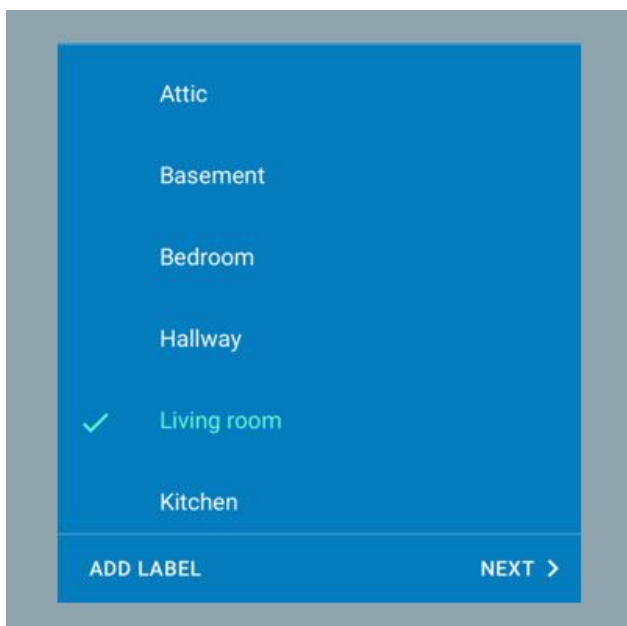 Attic
Basement
Bedroom
Hallway
Living room
Kitchen
ADD LABEL NEXT